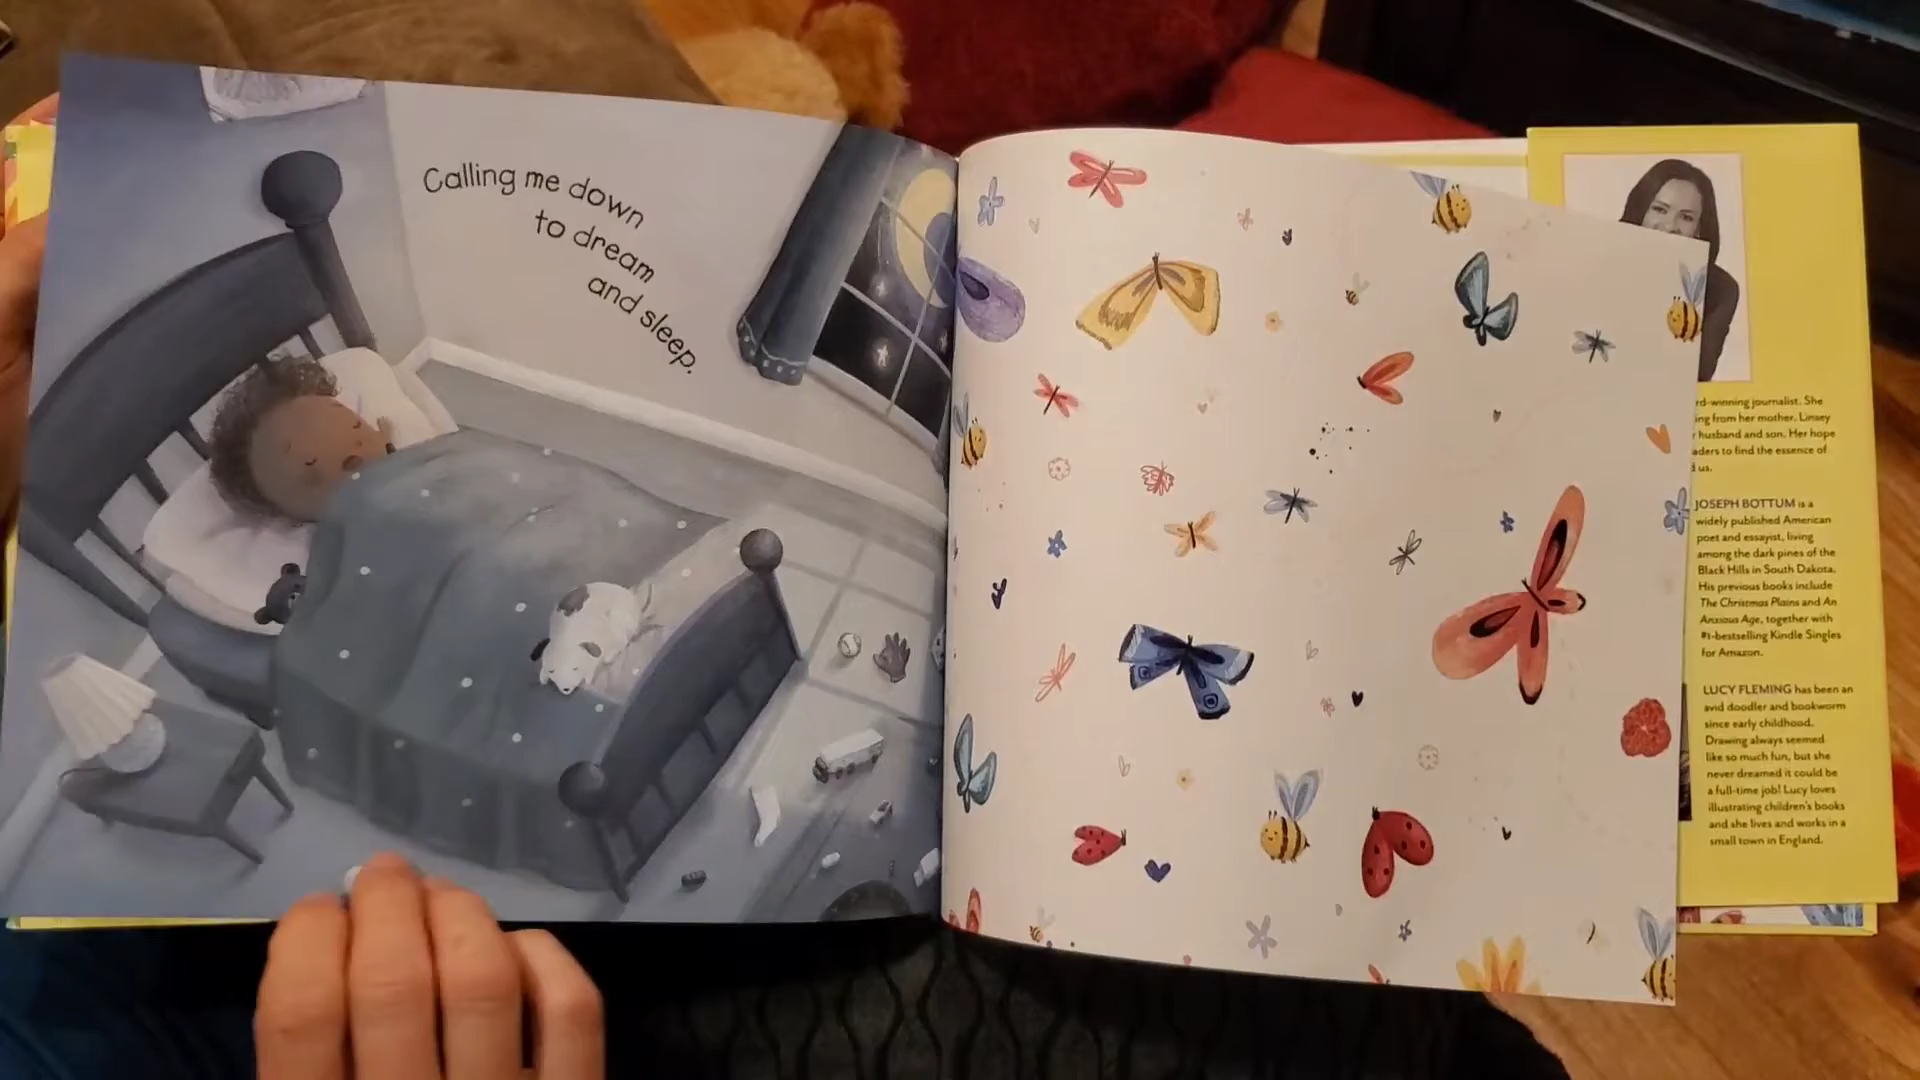 Calling me down
to dream
and sleep.
rd-winning journalist. She
ing from her mother. Linsey
husband and son. Her hope
aders to find the essence of
us.
JOSEPH BOTTUM is a
widely published American
poet and essayist, living
among the dark pines of the
Black Hills in South Dakota.
His previous books include
The Christmas Plains and An
Anxious Age, together with
#1-bestselling Kindle Singles
for Amazon.
LUCY FLEMING has been an
avid doodler and bookworm
since early childhood.
Drawing always seemed
like so much fun, but she
never dreamed it could be
a full-time job! Lucy loves
illustrating children's books
and she lives and works in a
small town in England.